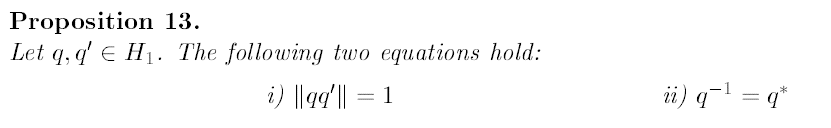 Proposition 13.
Let q, q′ ∈ H₁. The following two equations hold:
i) ‖qq′‖ = 1 ii) q⁻¹ = q*